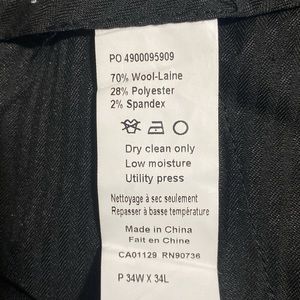 PO 4900095909
70% Wool-Laine
28% Polyester
2% Spandex
Dry clean only
Low moisture
Utility press
Nettoyage à sec seulement
Repasser à basse température
Made in China
Fait en Chine
CA01129 RN90736
P 34W X 34L